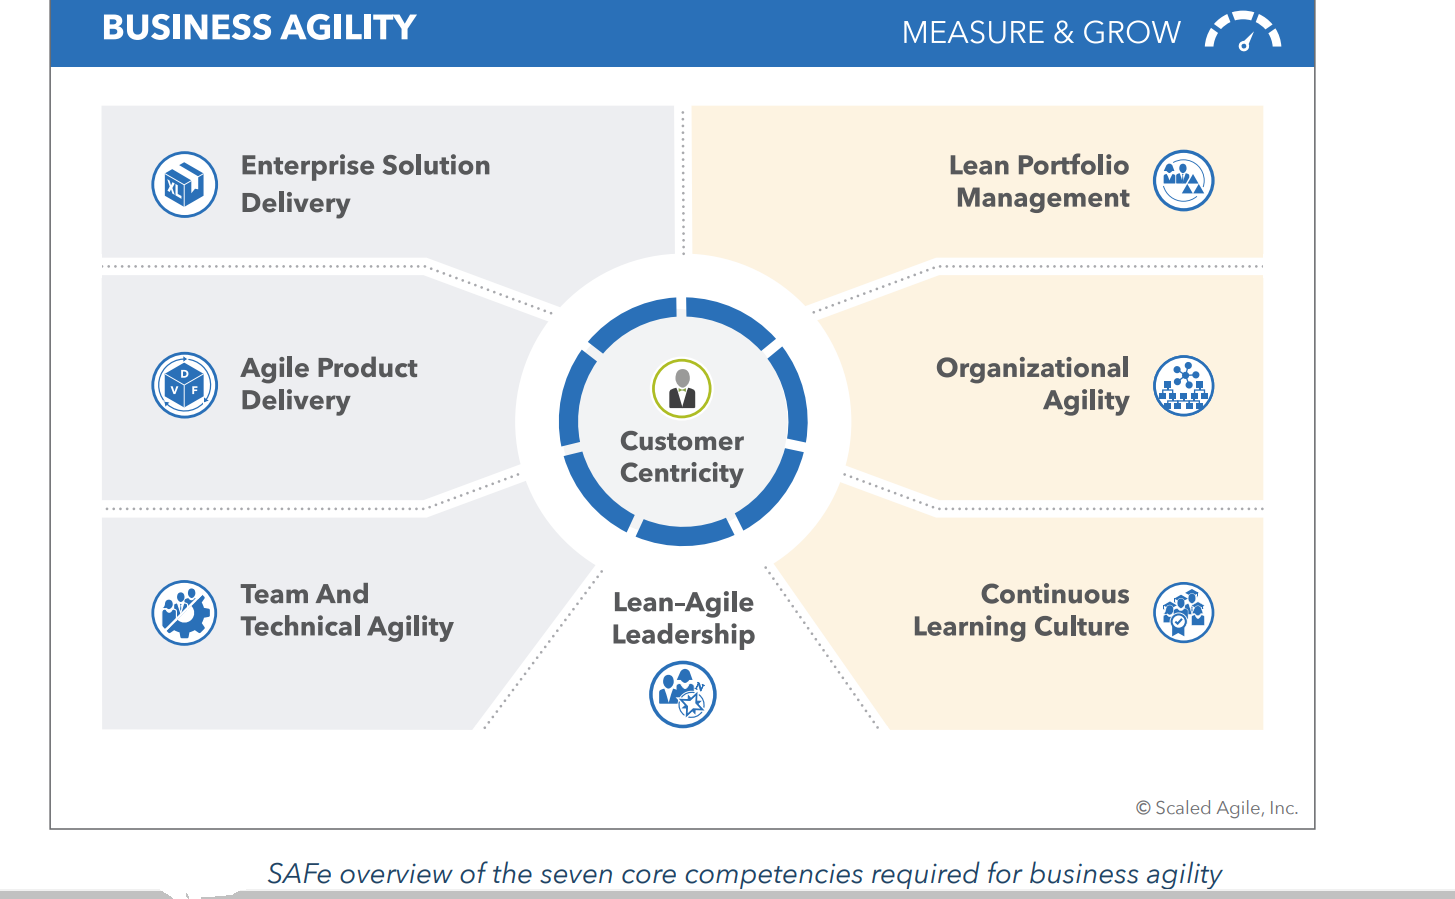 BUSINESS AGILITY
MEASURE & GROW
Enterprise Solution
Delivery
Lean Portfolio
Management
XL
Agile Product
Delivery
D
V F
Customer
Centricity
Organizational
Agility
Team And
Technical Agility
Lean–Agile
Leadership
N
Continuous
Learning Culture
© Scaled Agile, Inc.
SAFe overview of the seven core competencies required for business agility